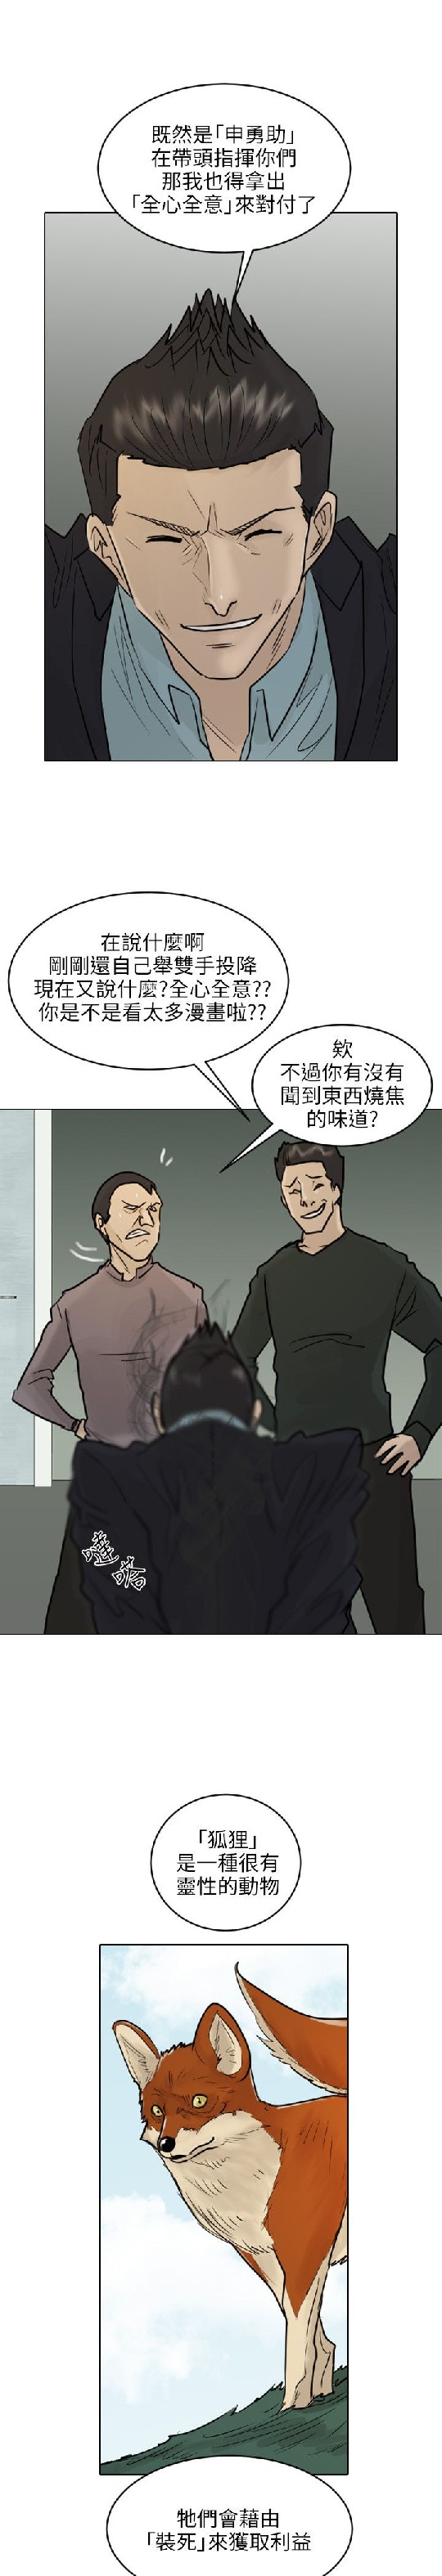 既然是「申勇助」
在帶頭指揮你們
那我也得拿出
「全心全意」來對付了
在說什麼啊
剛剛還自己舉雙手投降
現在又說什麼?全心全意??
你是不是看太多漫畫啦??
欸
不過你有沒有
聞到東西燒焦
的味道?
噠
嗒
「狐狸」
是一種很有
靈性的動物
牠們會藉由
「裝死」來獲取利益